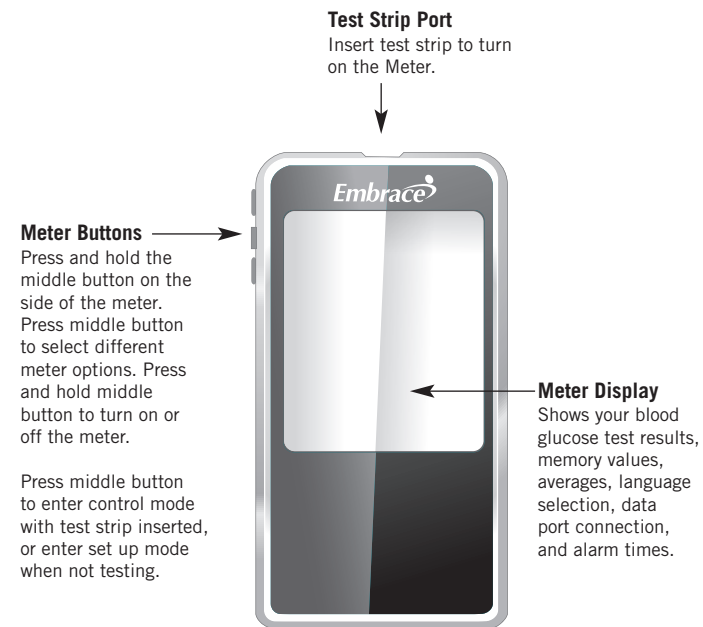 Test Strip Port
Insert test strip to turn
on the Meter.
Embrace
Meter Buttons
Press and hold the
middle button on the
side of the meter.
Press middle button
to select different
meter options. Press
and hold middle
button to turn on or
off the meter.
Press middle button
to enter control mode
with test strip inserted,
or enter set up mode
when not testing.
Meter Display
Shows your blood
glucose test results,
memory values,
averages, language
selection, data
port connection,
and alarm times.